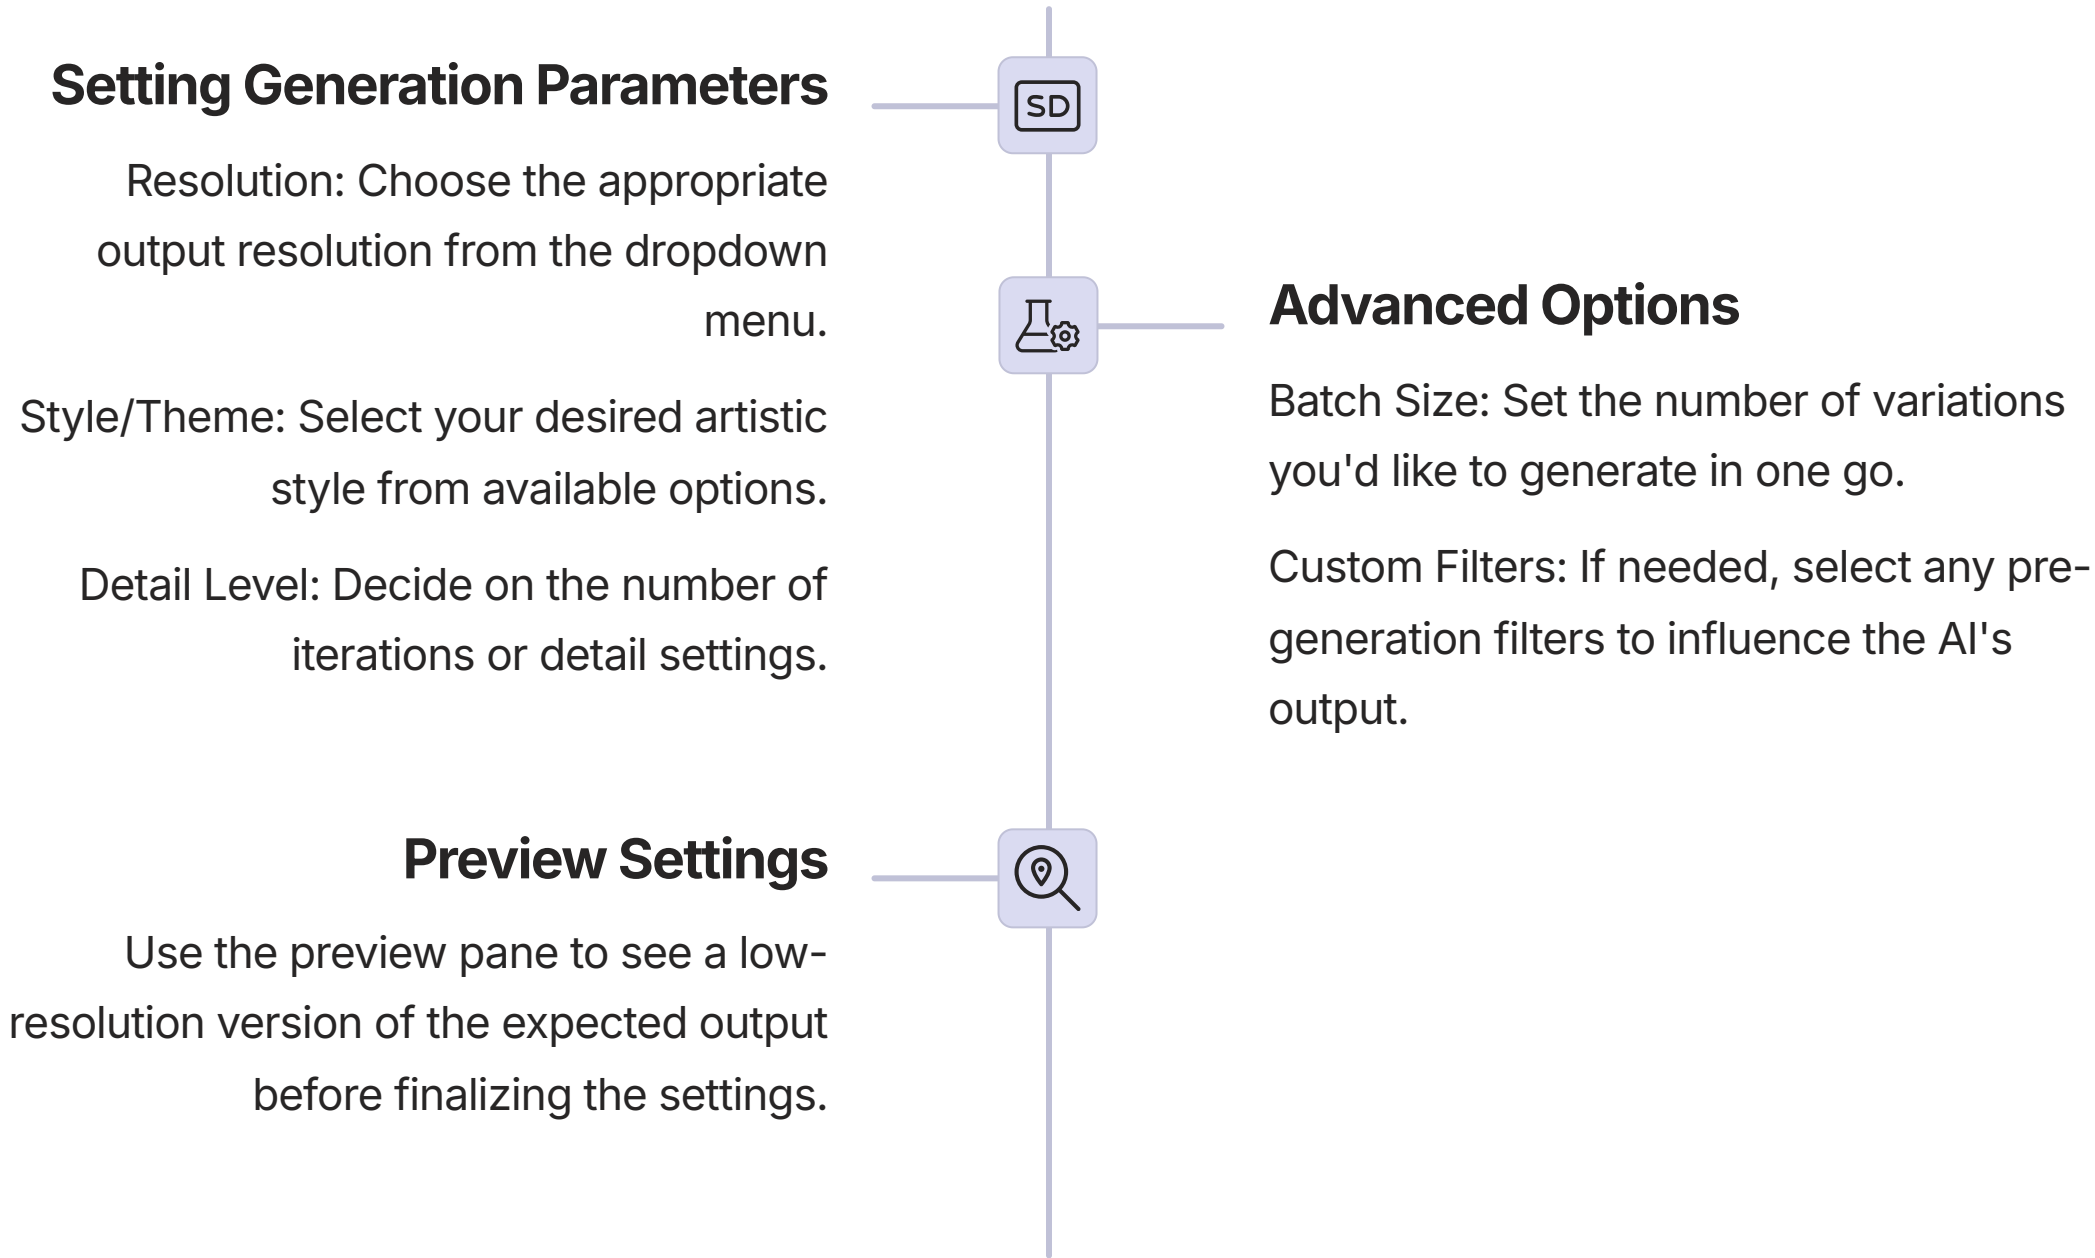 Setting Generation Parameters
SD
Resolution: Choose the appropriate
output resolution from the dropdown
menu.
Style/Theme: Select your desired artistic
style from available options.
Detail Level: Decide on the number of
iterations or detail settings.
Advanced Options
Batch Size: Set the number of variations
you'd like to generate in one go.
Custom Filters: If needed, select any pre-
generation filters to influence the AI's
output.
Preview Settings
Use the preview pane to see a low-
resolution version of the expected output
before finalizing the settings.